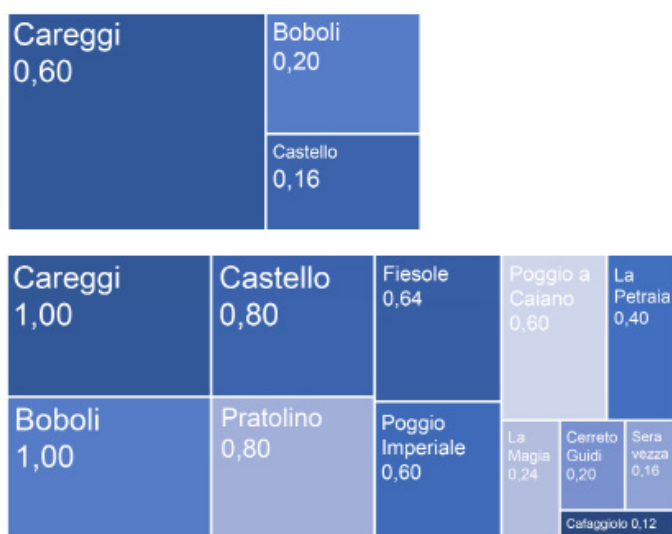 Careggi
0,60
Boboli
0,20
Castello
0,16
Careggi
1,00
Castello
0,80
Fiesole
0,64
Poggio a
Caiano
0,60
La
Petraia
0,40
Boboli
1,00
Pratolino
0,80
Poggio
Imperiale
0,60
La
Magia
0,24
Cerreto
Guidi
0,20
Sera
vezza
0,16
Cafaggiolo 0,12